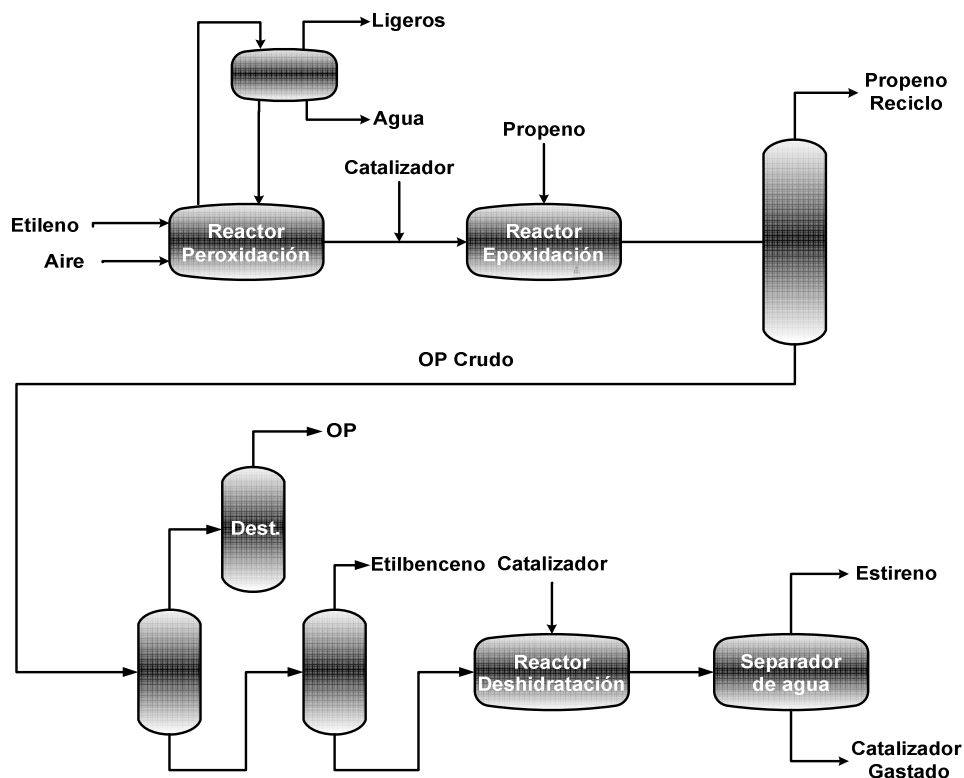 Ligeros
Agua
Propeno
Reciclo
Propeno
Catalizador
Etileno
Aire
Reactor
Peroxidación
Reactor
Epoxidación
OP Crudo
OP
Dest.
Etilbenceno
Catalizador
Estireno
Reactor
Deshidratación
Separador
de agua
Catalizador
Gastado